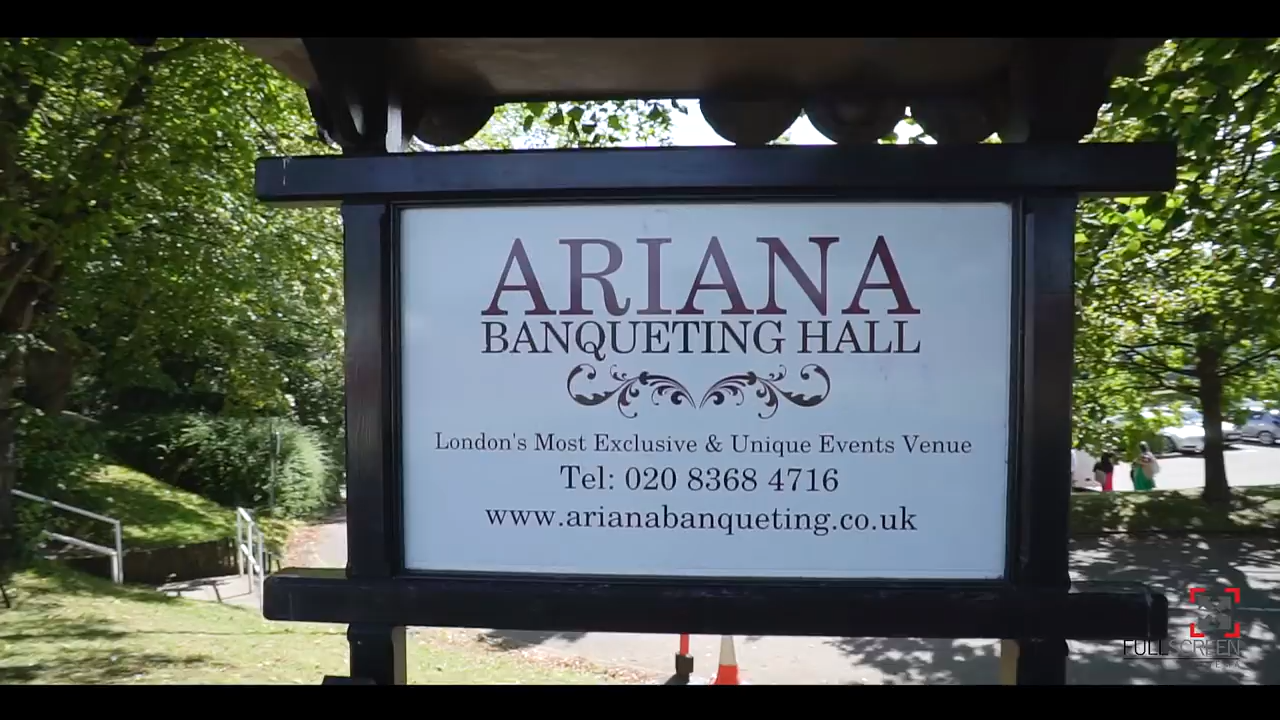 ARIANA
BANQUETING HALL
London's Most Exclusive & Unique Events Venue
Tel: 020 8368 4716
www.arianabanqueting.co.uk
FULLSCREEN